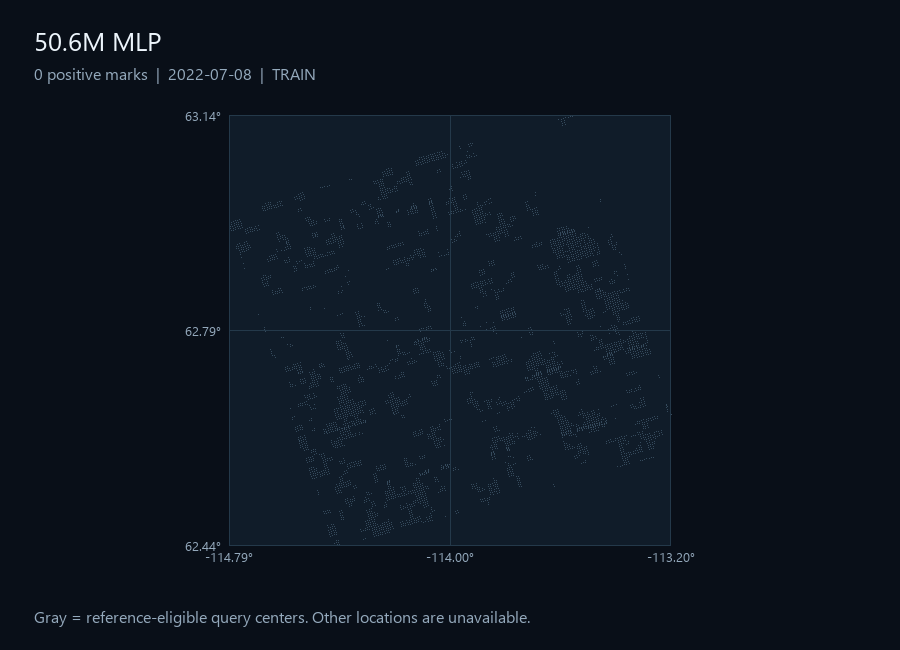 50.6M MLP
0 positive marks | 2022-07-08 | TRAIN
63.14°
62.79°
62.44°
-114.79° -114.00° -113.20°
Gray = reference-eligible query centers. Other locations are unavailable.